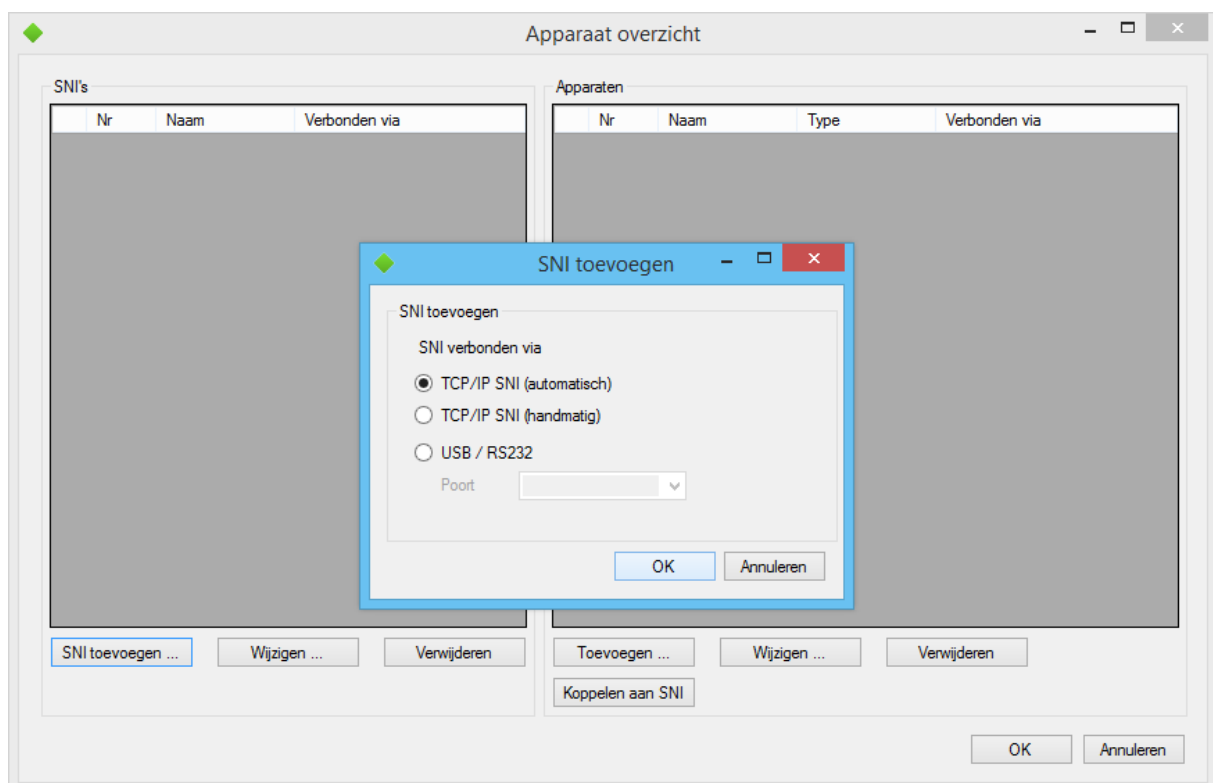 Apparaat overzicht
SNI's
Nr Naam Verbonden via
Apparaten
Nr Naam Type Verbonden via
SNI toevoegen
SNI toevoegen
SNI verbonden via
TCP/IP SNI (automatisch)
TCP/IP SNI (handmatig)
USB / RS232
Poort
OK Annuleren
SNI toevoegen ... Wijzigen ... Verwijderen
Toevoegen ... Wijzigen ... Verwijderen
Koppelen aan SNI
OK Annuleren